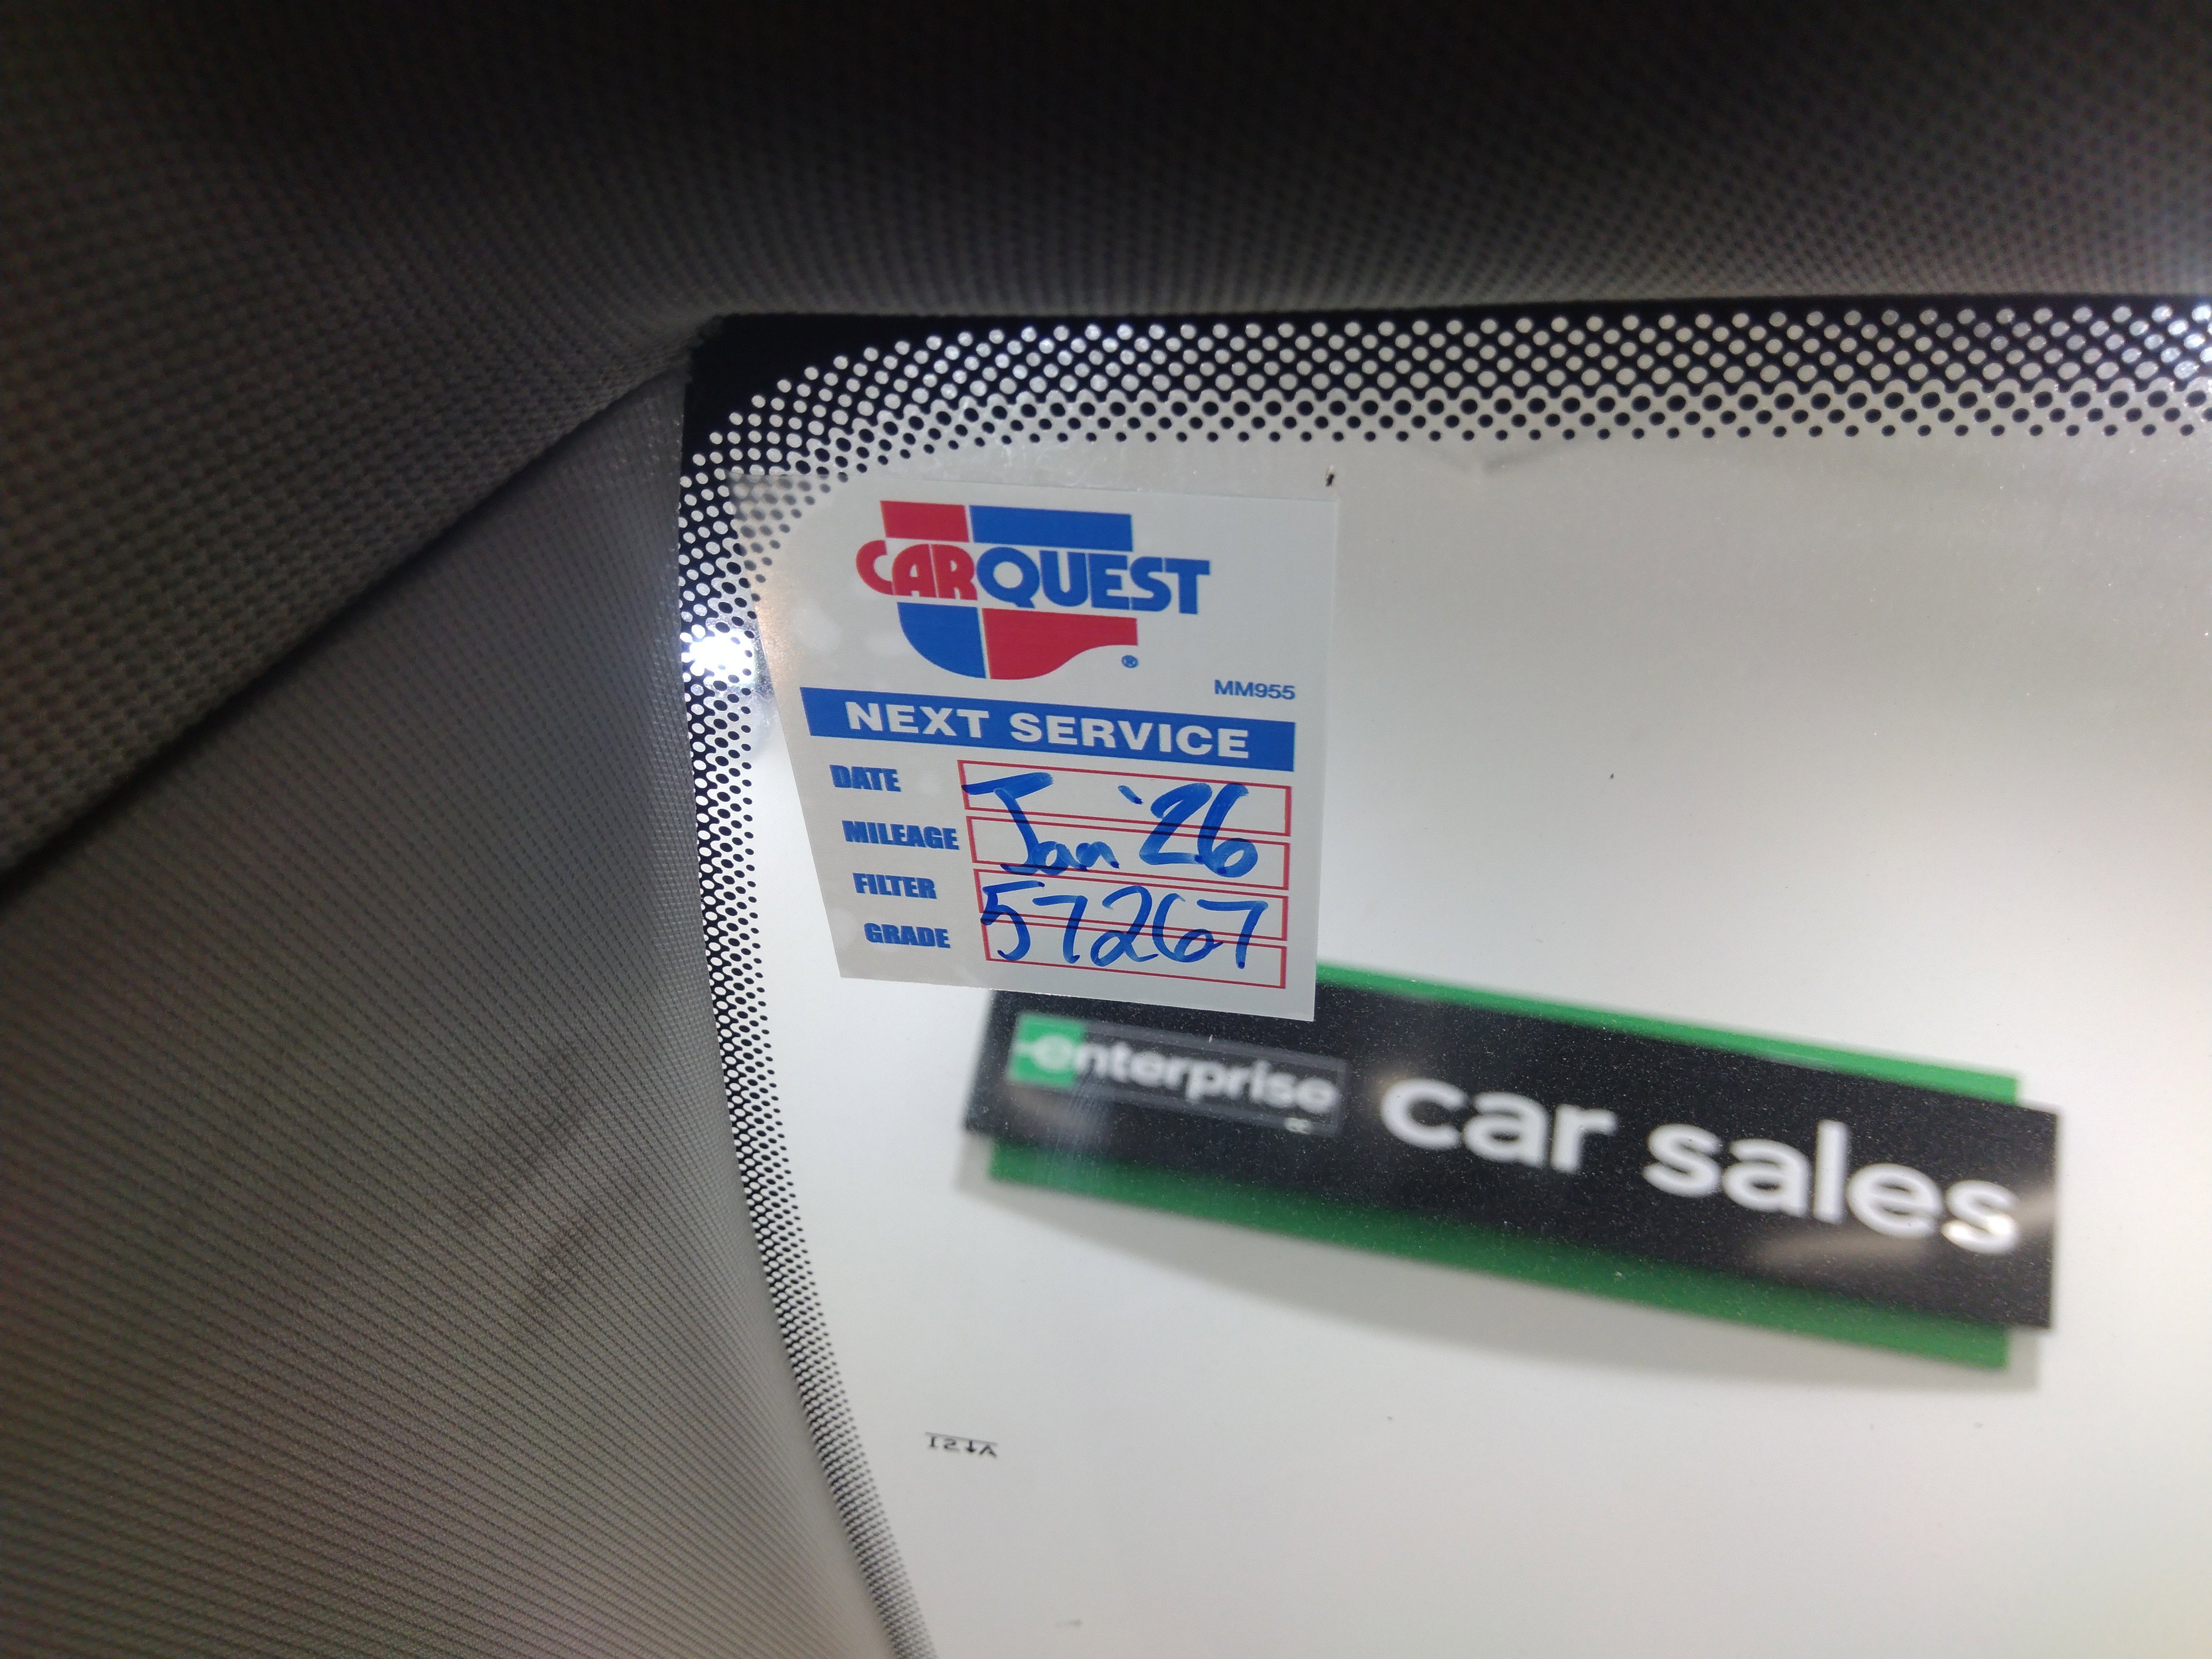 CARQUEST
®
MM955
NEXT SERVICE
DATE Jan '26
MILEAGE
FILTER 57267
GRADE
enterprise car sales